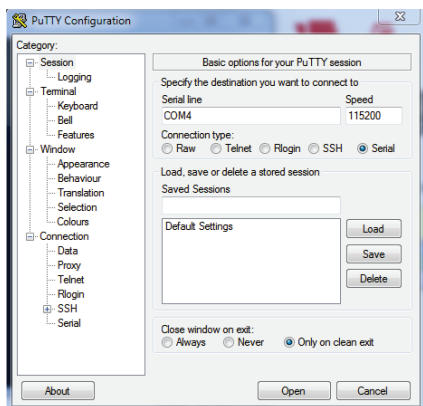 PuTTY Configuration
Category:
Session
Logging
Terminal
Keyboard
Bell
Features
Window
Appearance
Behaviour
Translation
Selection
Colours
Connection
Data
Proxy
Telnet
Rlogin
SSH
Serial
Basic options for your PuTTY session
Specify the destination you want to connect to
Serial line Speed
COM4 115200
Connection type:
Raw Telnet Rlogin SSH Serial
Load, save or delete a stored session
Saved Sessions
Default Settings
Load
Save
Delete
Close window on exit:
Always Never Only on clean exit
About Open Cancel